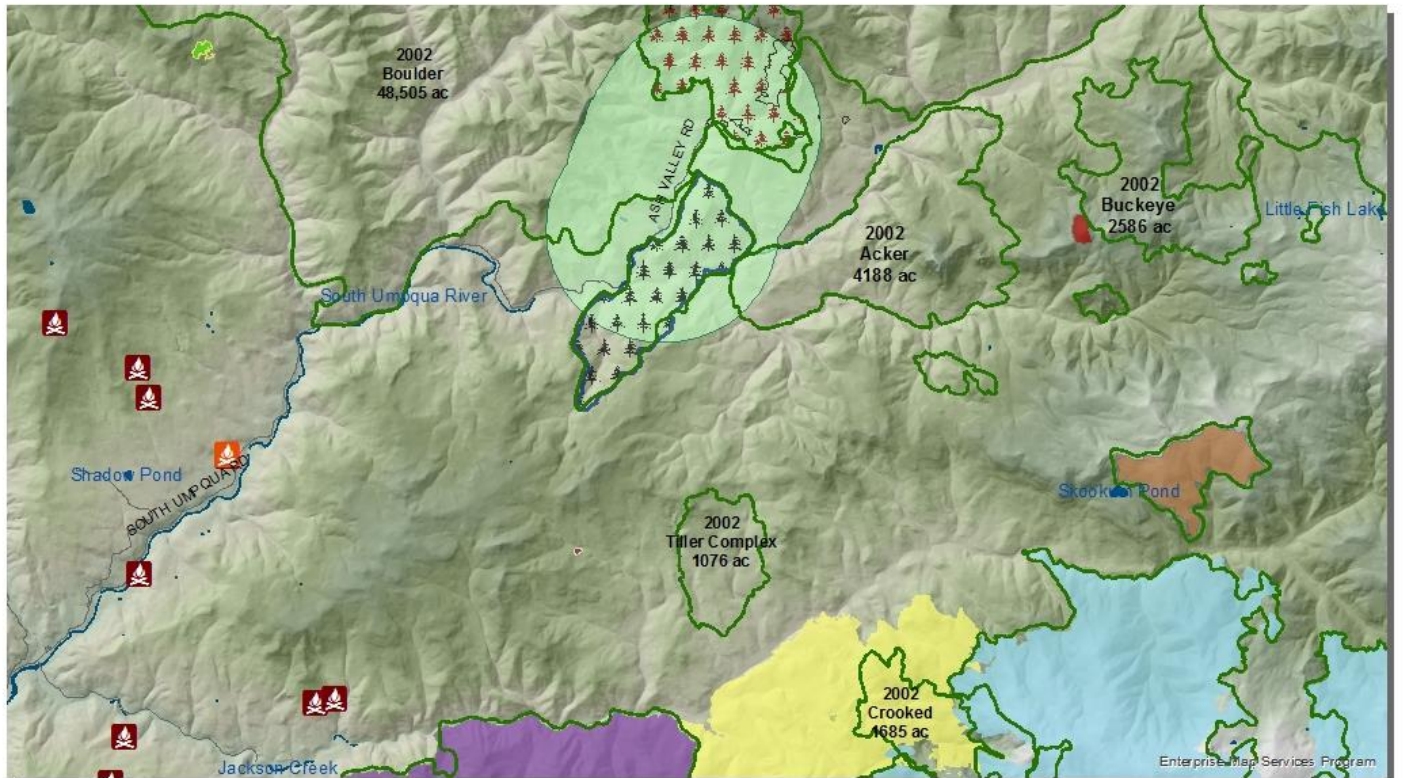 2002
Boulder
48,505 ac
ASH VALLEY RD
2002
Buckeye
2586 ac
Little Fish Lake
2002
Acker
4188 ac
South Umpqua River
Shadow Pond
SOUTH UMPQUA RD
Skookum Pond
2002
Tiller Complex
1076 ac
2002
Crooked
1685 ac
Jackson Creek
Enterprise Map Services Program